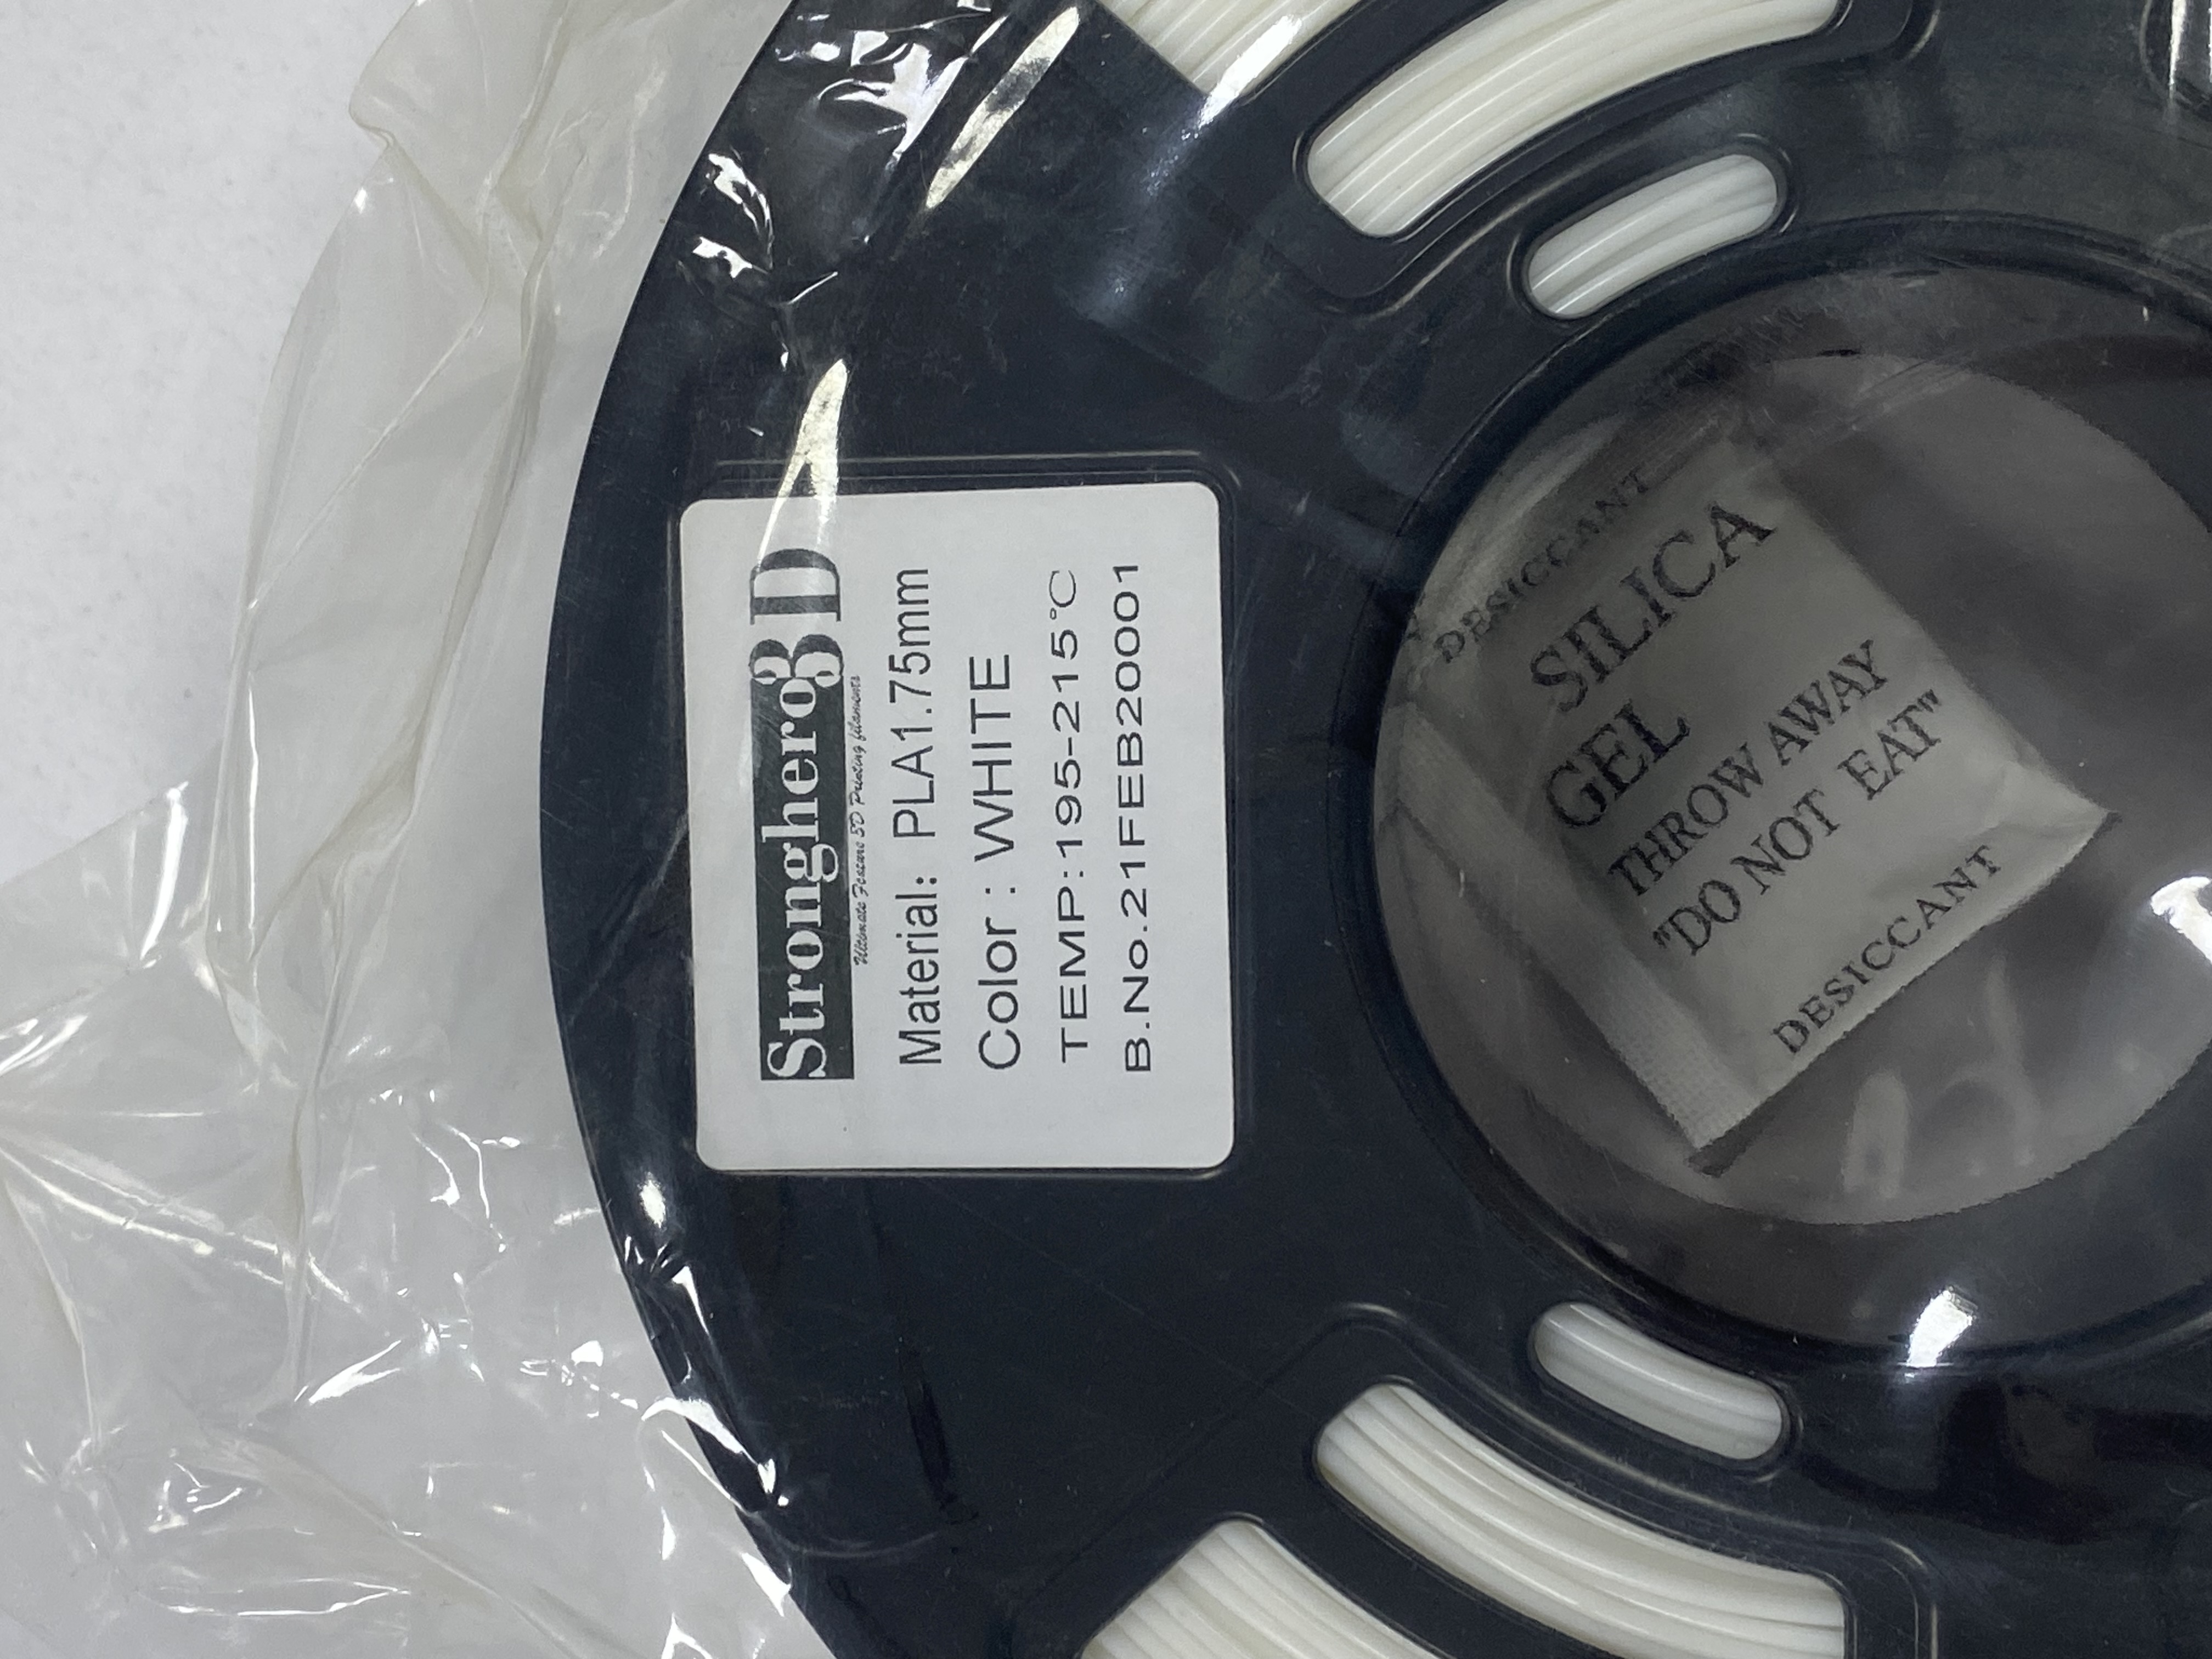 Stronghero3D
Ultimate Feature 3D Printing filaments
Material: PLA1.75mm
Color : WHITE
TEMP:195-215℃
B.No.21FEB20001
DESICCANT
SILICA
GEL
THROW AWAY
"DO NOT EAT"
DESICCANT